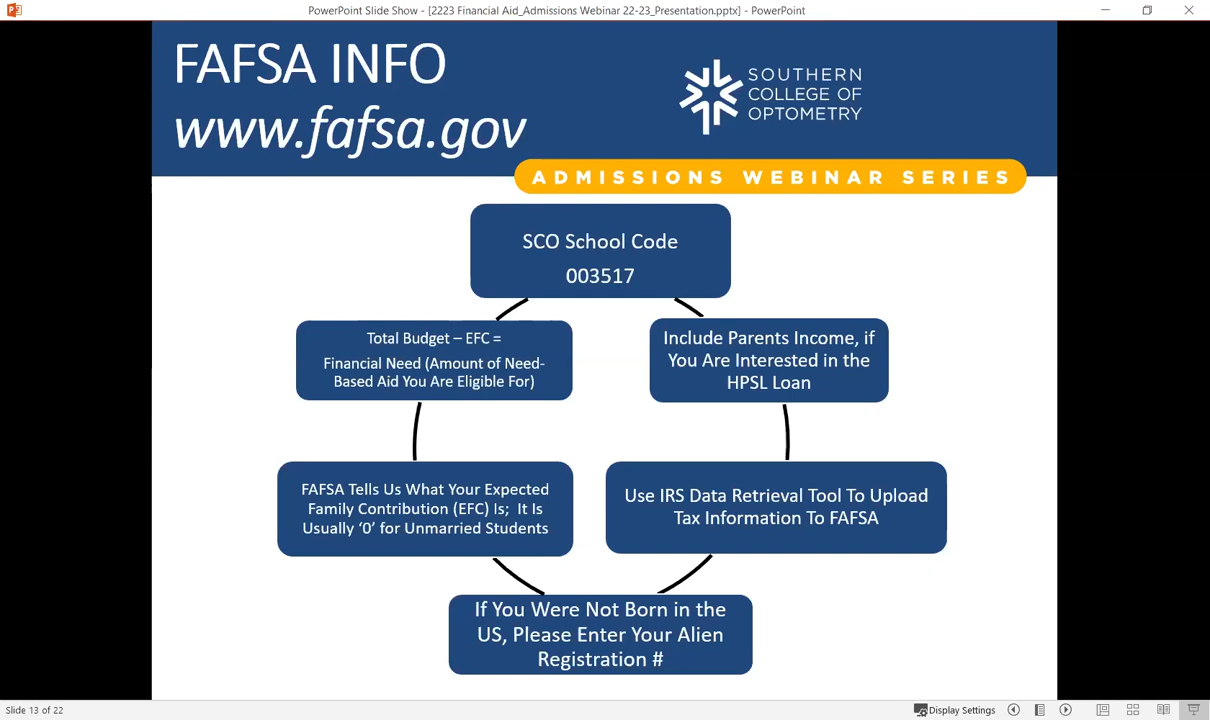 PowerPoint Slide Show - [2223 Financial Aid_Admissions Webinar 22-23_Presentation.pptx] - PowerPoint
FAFSA INFO
www.fafsa.gov
SOUTHERN
COLLEGE OF
OPTOMETRY
ADMISSIONS WEBINAR SERIES
SCO School Code
003517
Total Budget – EFC =
Financial Need (Amount of Need-
Based Aid You Are Eligible For)
Include Parents Income, if
You Are Interested in the
HPSL Loan
FAFSA Tells Us What Your Expected
Family Contribution (EFC) Is;  It Is
Usually ‘0’ for Unmarried Students
Use IRS Data Retrieval Tool To Upload
Tax Information To FAFSA
If You Were Not Born in the
US, Please Enter Your Alien
Registration #
Slide 13 of 22
Display Settings